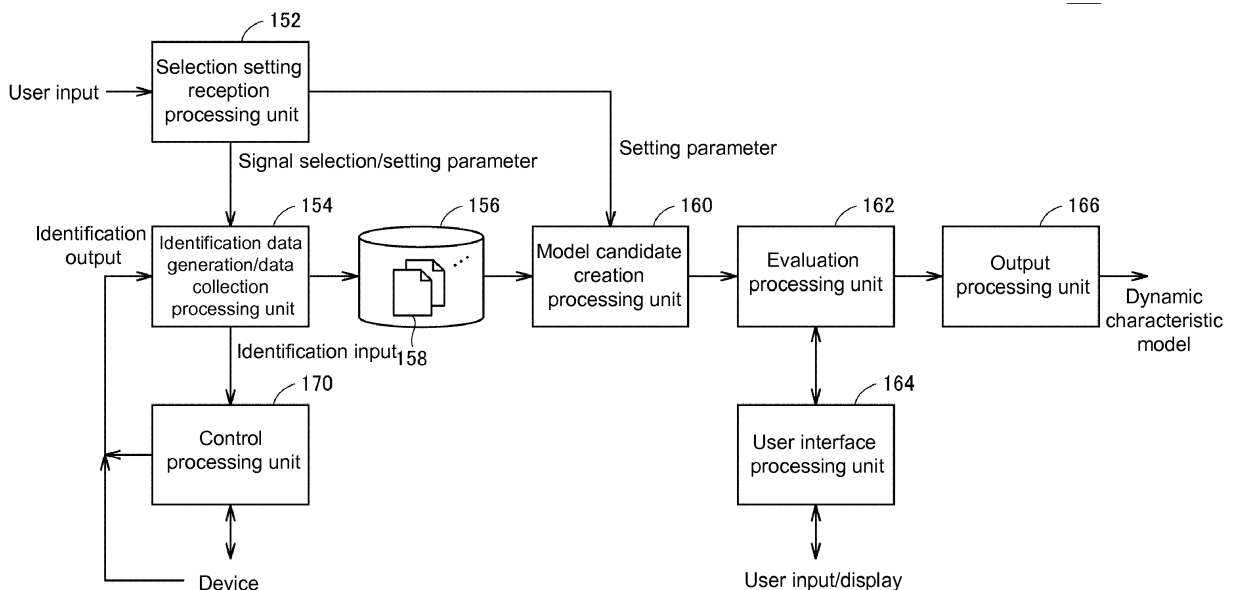 152
Selection setting
reception
processing unit
User input
Signal selection/setting parameter
Setting parameter
Identification
output
154
Identification data
generation/data
collection
processing unit
156
158
160
Model candidate
creation
processing unit
162
Evaluation
processing unit
166
Output
processing unit
Dynamic
characteristic
model
Identification input
170
Control
processing unit
164
User interface
processing unit
Device
User input/display